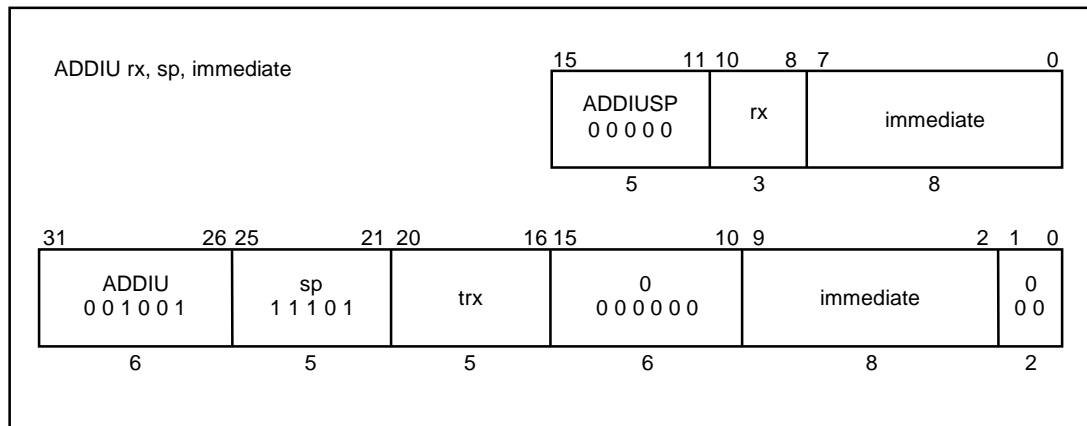 ADDIU rx, sp, immediate
15 11 10 8 7 0
ADDIUSP rx immediate
0 0 0 0 0
5 3 8
31 26 25 21 20 16 15 10 9 2 1 0
ADDIU sp trx 0 immediate 0
0 0 1 0 0 1 1 1 1 0 1 0 0 0 0 0 0 0 0
6 5 5 6 8 2